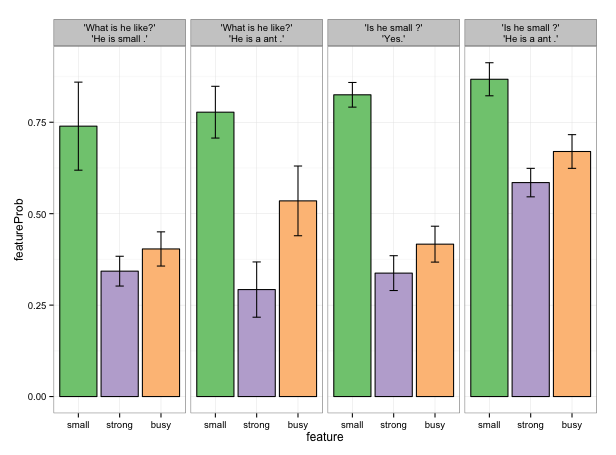 'What is he like?' 'What is he like?' 'Is he small ?' 'Is he small ?'
'He is small .' 'He is a ant .' 'Yes.' 'He is a ant .'
0.75
0.50
0.25
0.00
featureProb
small strong busy small strong busy small strong busy small strong busy
feature